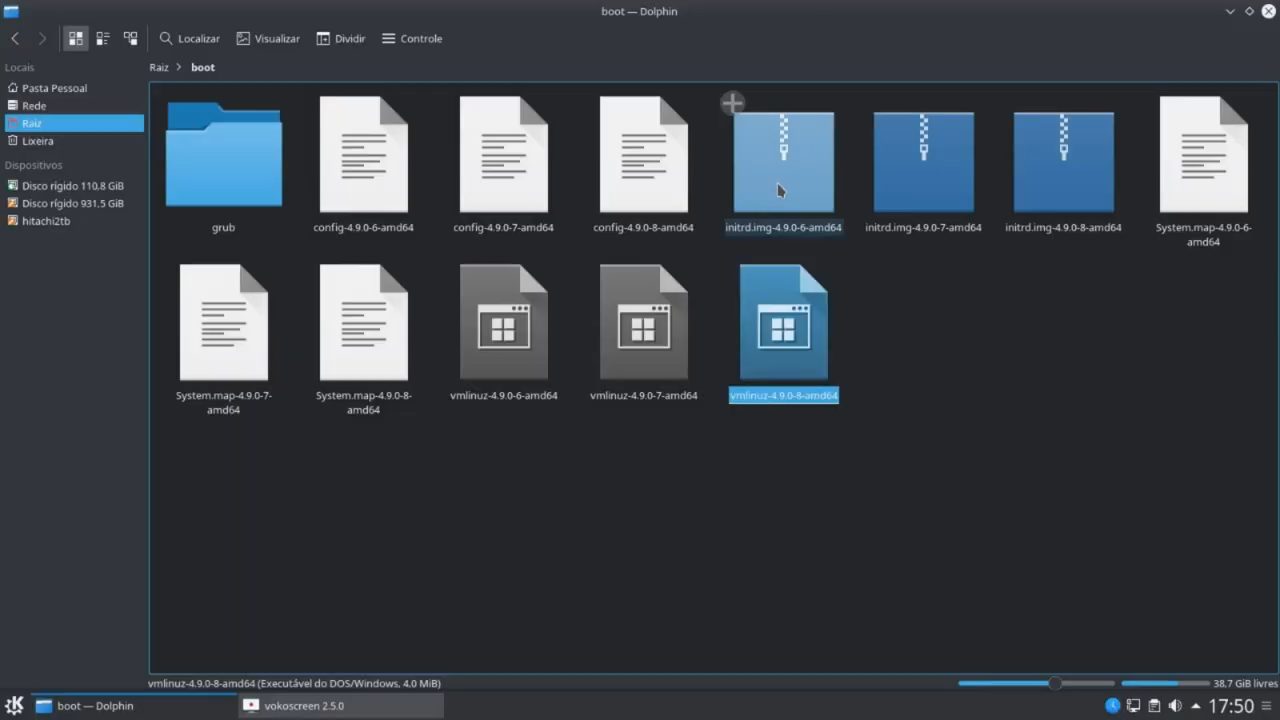 boot — Dolphin
Localizar Visualizar Dividir Controle
Locais
Pasta Pessoal
Rede
Raiz
Lixeira
Dispositivos
Disco rígido 110,8 GiB
Disco rígido 931,5 GiB
hitachi2tb
Raiz > boot
grub
config-4.9.0-6-amd64
config-4.9.0-7-amd64
config-4.9.0-8-amd64
initrd.img-4.9.0-6-amd64
initrd.img-4.9.0-7-amd64
initrd.img-4.9.0-8-amd64
System.map-4.9.0-6-
amd64
System.map-4.9.0-7-
amd64
System.map-4.9.0-8-
amd64
vmlinuz-4.9.0-6-amd64
vmlinuz-4.9.0-7-amd64
vmlinuz-4.9.0-8-amd64
vmlinuz-4.9.0-8-amd64 (Executável do DOS/Windows, 4,0 MiB)
38,7 GiB livres
boot — Dolphin
vokoscreen 2.5.0
17:50